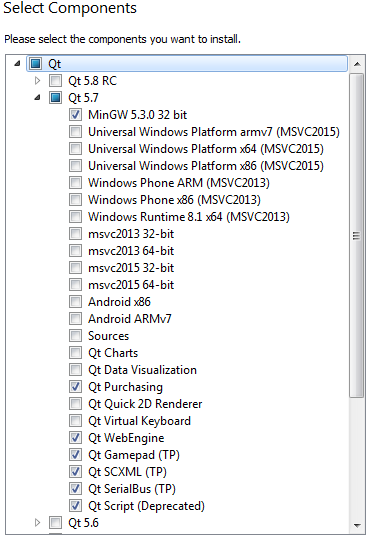 Select Components
Please select the components you want to install.
Qt
Qt 5.8 RC
Qt 5.7
MinGW 5.3.0 32 bit
Universal Windows Platform armv7 (MSVC2015)
Universal Windows Platform x64 (MSVC2015)
Universal Windows Platform x86 (MSVC2015)
Windows Phone ARM (MSVC2013)
Windows Phone x86 (MSVC2013)
Windows Runtime 8.1 x64 (MSVC2013)
msvc2013 32-bit
msvc2013 64-bit
msvc2015 32-bit
msvc2015 64-bit
Android x86
Android ARMv7
Sources
Qt Charts
Qt Data Visualization
Qt Purchasing
Qt Quick 2D Renderer
Qt Virtual Keyboard
Qt WebEngine
Qt Gamepad (TP)
Qt SCXML (TP)
Qt SerialBus (TP)
Qt Script (Deprecated)
Qt 5.6